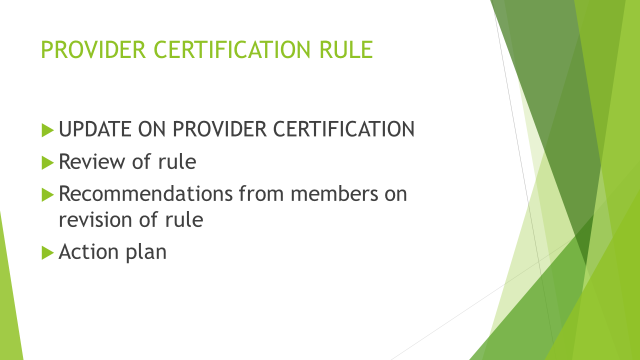 PROVIDER CERTIFICATION RULE
UPDATE ON PROVIDER CERTIFICATION
Review of rule
Recommendations from members on
revision of rule
Action plan